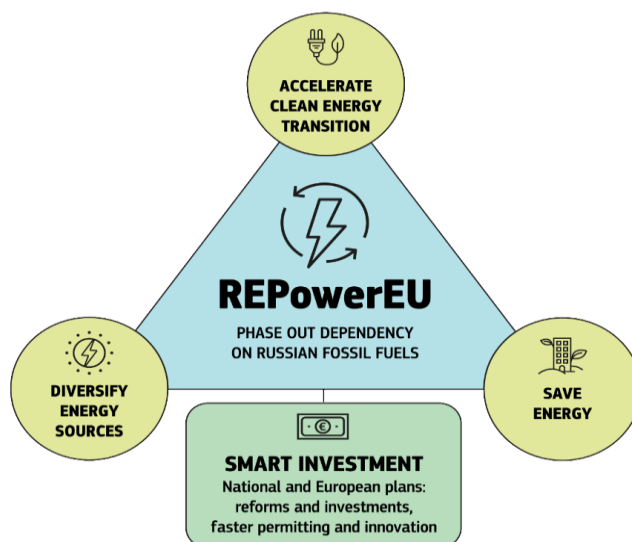 ACCELERATE
CLEAN ENERGY
TRANSITION
REPowerEU
PHASE OUT DEPENDENCY
ON RUSSIAN FOSSIL FUELS
DIVERSIFY
ENERGY
SOURCES
SAVE
ENERGY
€
SMART INVESTMENT
National and European plans:
reforms and investments,
faster permitting and innovation